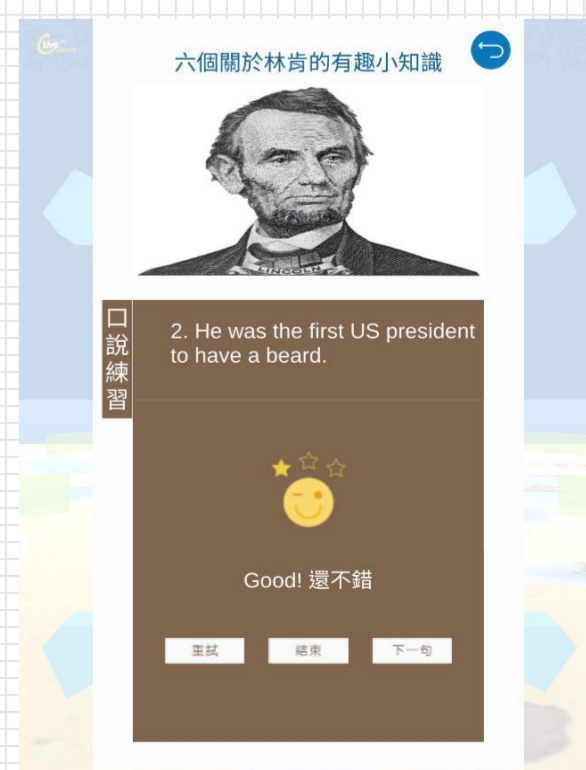 Live
六個關於林肯的有趣小知識
LINCOLN
口說練習
2. He was the first US president
to have a beard.
Good! 還不錯
重試
結束
下一句